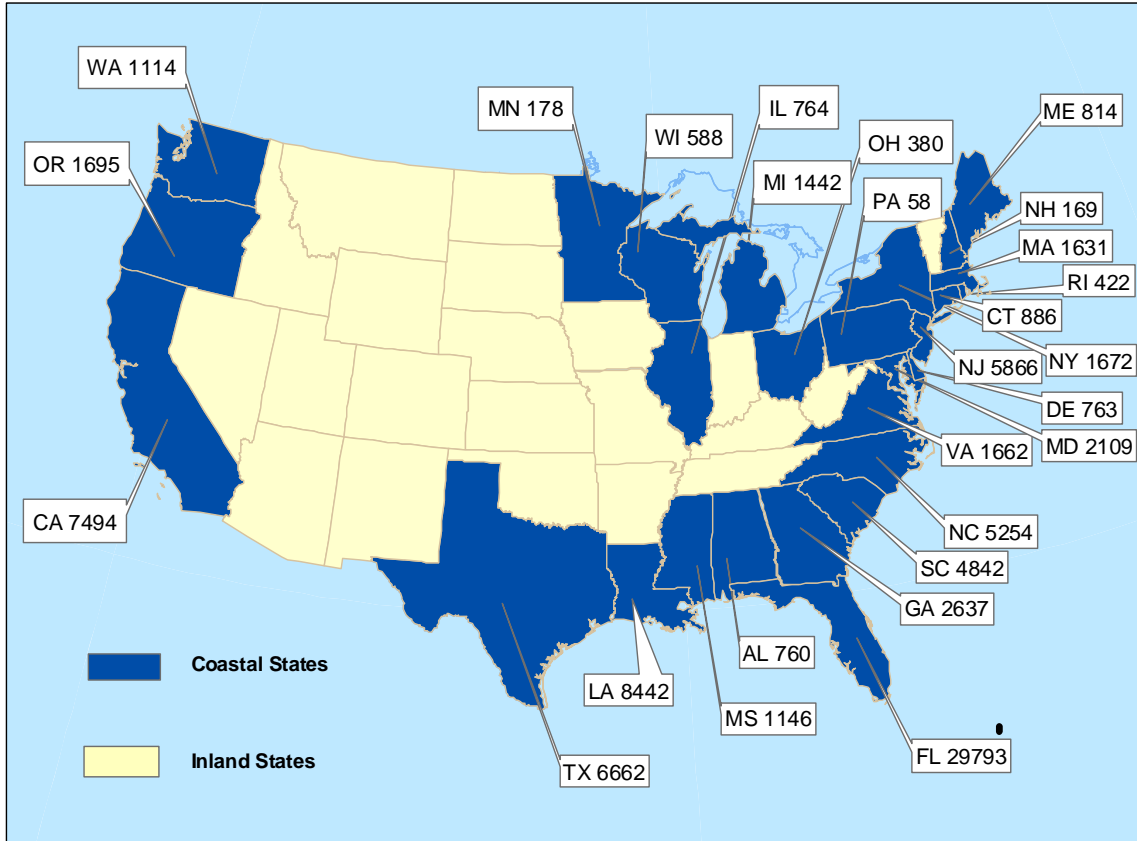 WA 1114
MN 178
IL 764
ME 814
WI 588
OH 380
OR 1695
MI 1442
PA 58
NH 169
MA 1631
RI 422
CT 886
NJ 5866
NY 1672
DE 763
VA 1662
MD 2109
CA 7494
NC 5254
SC 4842
GA 2637
AL 760
Coastal States
LA 8442
MS 1146
FL 29793
Inland States
TX 6662